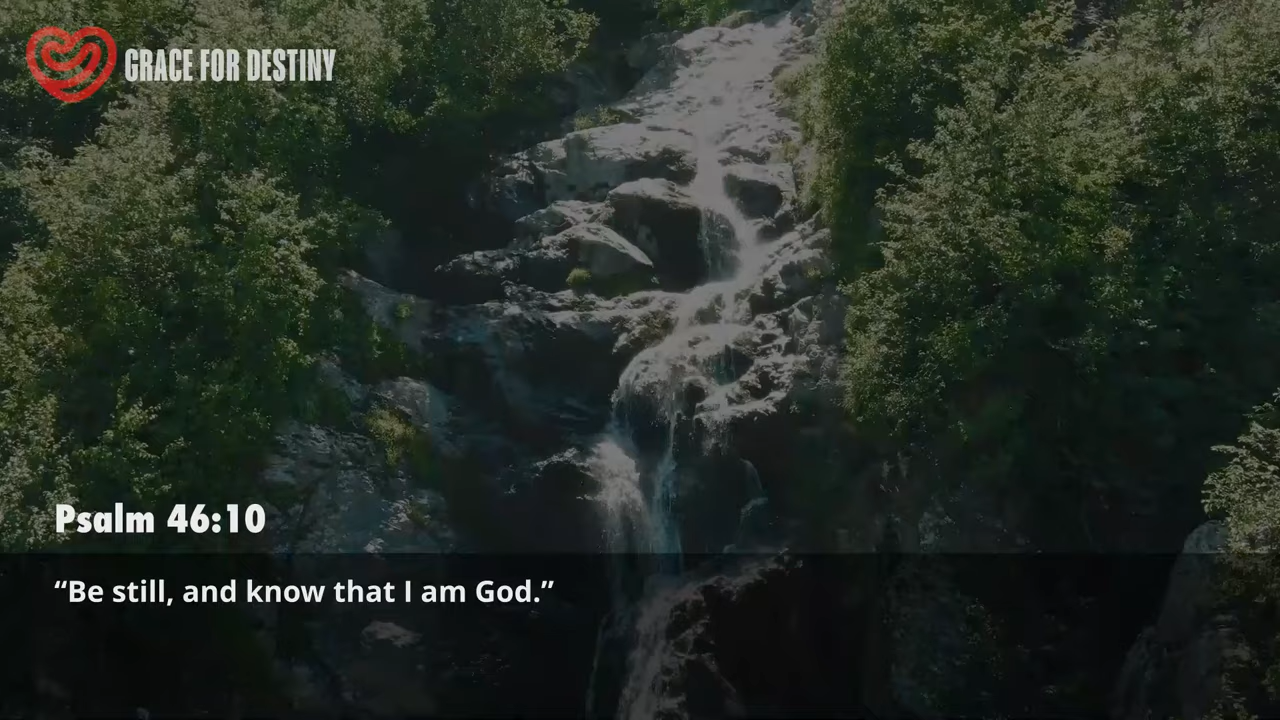 GRACE FOR DESTINY
Psalm 46:10
“Be still, and know that I am God.”